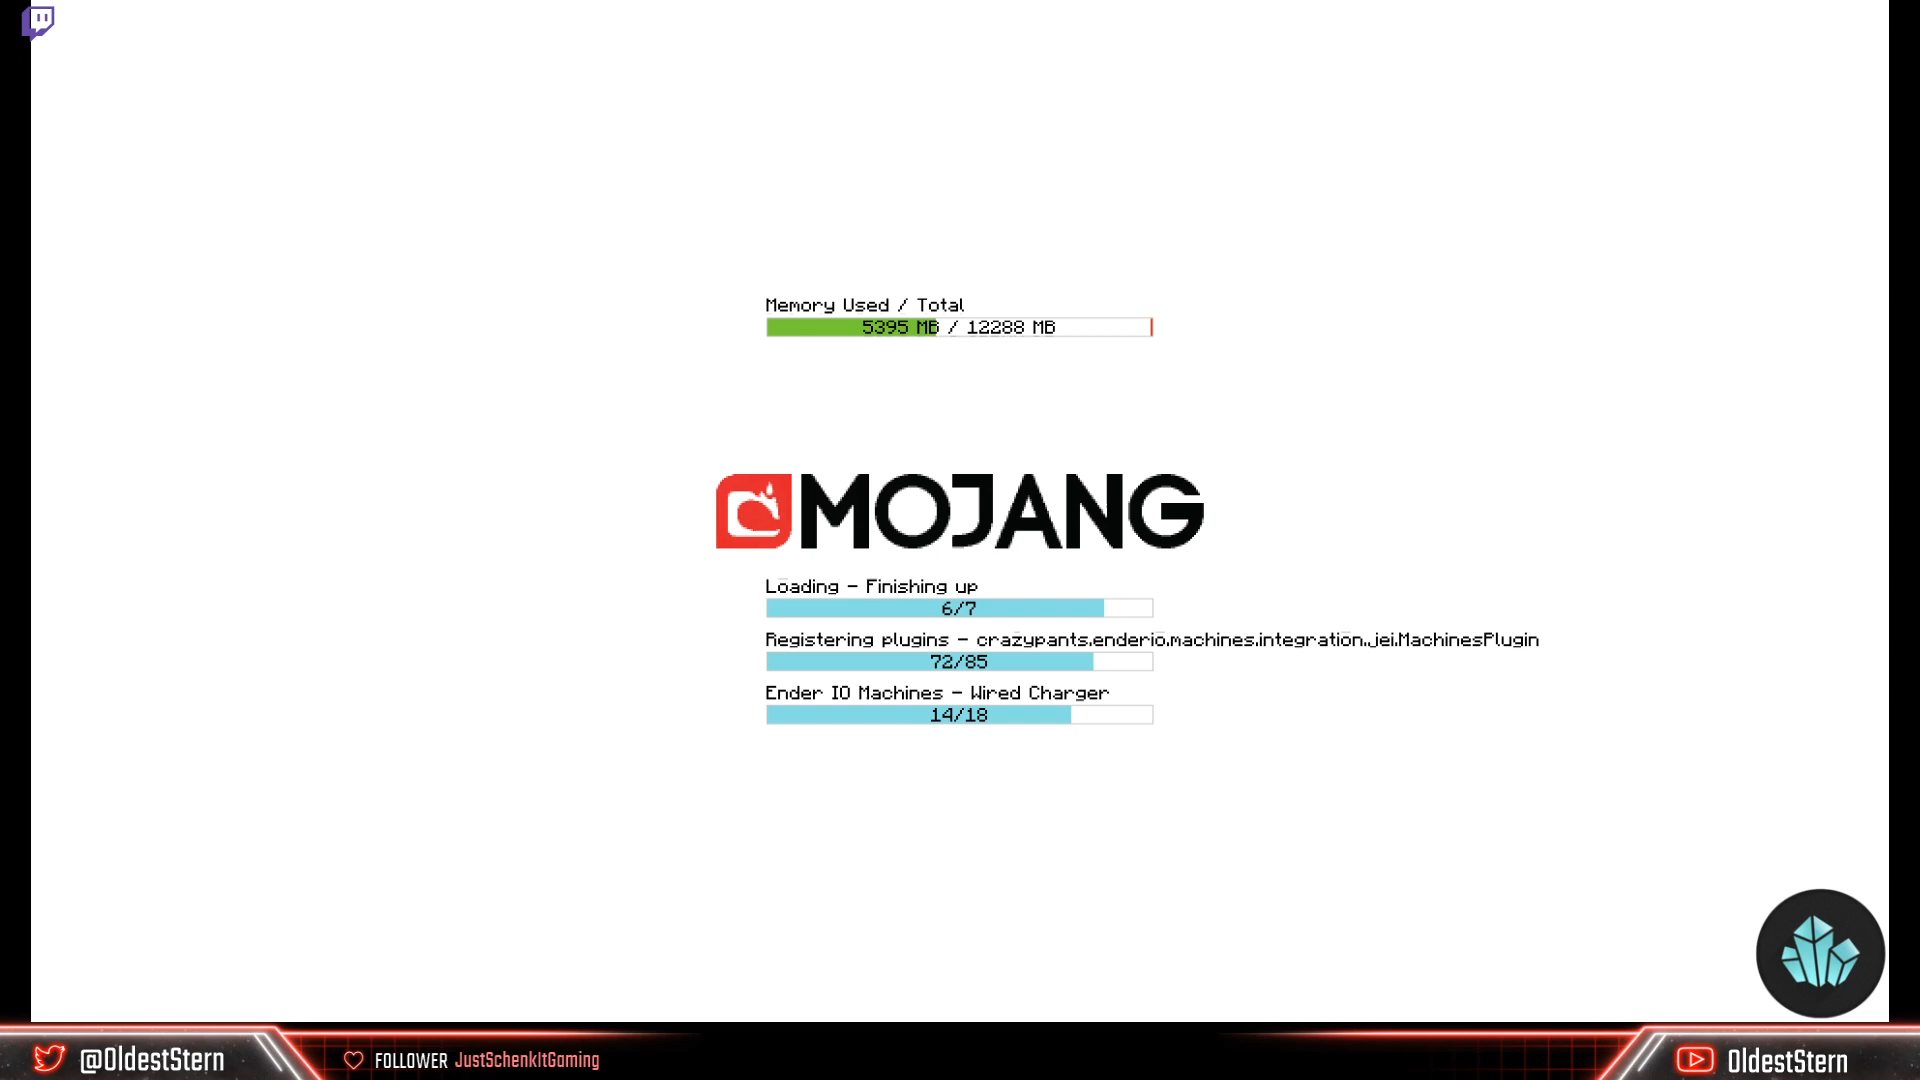 Memory Used / Total
5395 MB / 12288 MB
MOJANG
Loading - Finishing up
6/7
Registering plugins - crazypants.enderio.machines.integration.jei.MachinesPlugin
72/85
Ender IO Machines - Wired Charger
14/18
@OldestStern
FOLLOWER JustSchenkItGaming
OldestStern